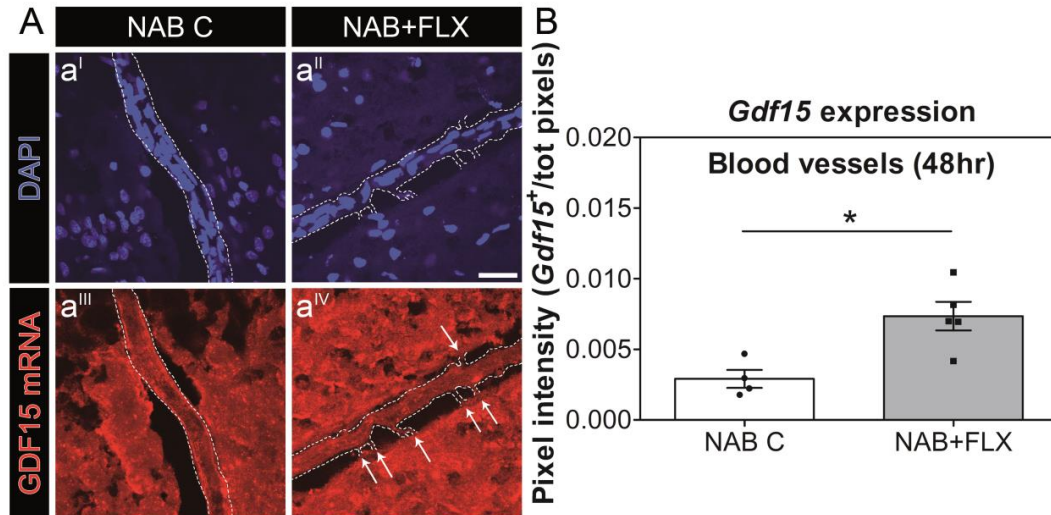 A
NAB C
NAB+FLX
DAPI
aI
aII
GDF15 mRNA
aIII
aIV
B
Gdf15 expression
Blood vessels (48hr)
Pixel intensity (Gdf15+/tot pixels)
0.020
0.015
0.010
0.005
0.000
*
NAB C
NAB+FLX